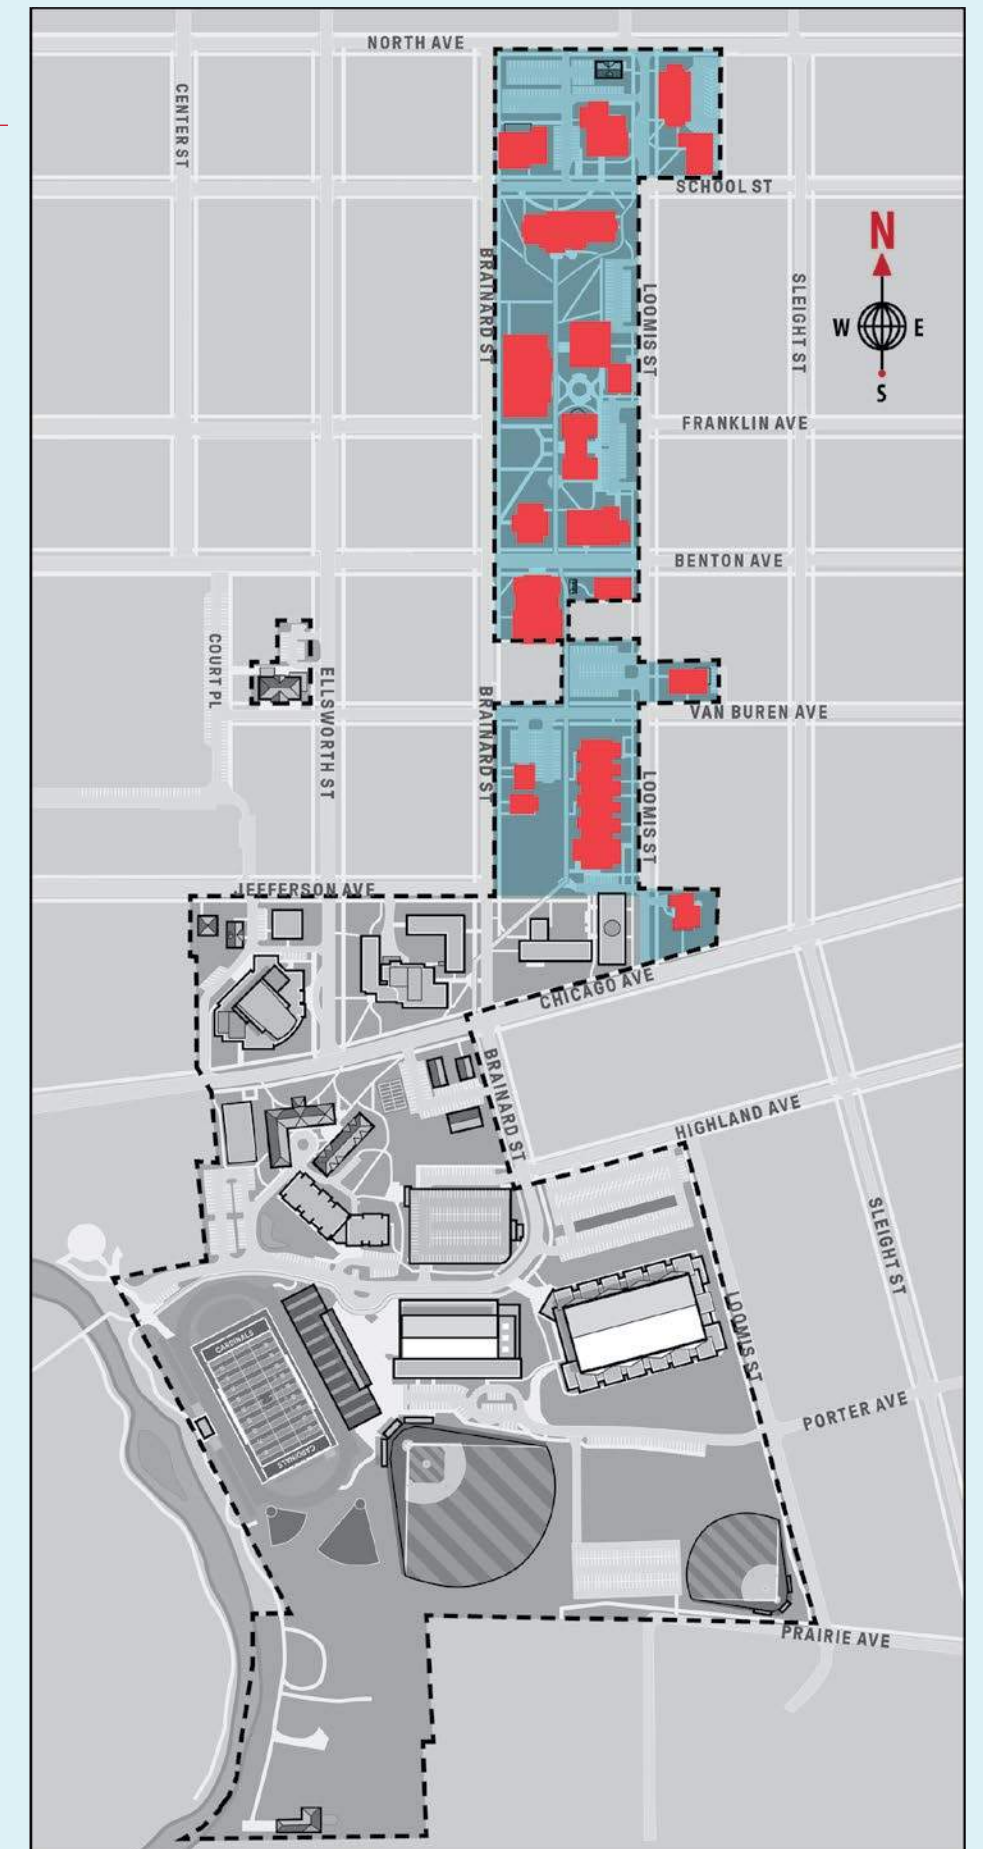 NORTH AVE
CENTER ST
SCHOOL ST
N
W
E
S
BRAINARD ST
LOOMIS ST
SLEIGHT ST
FRANKLIN AVE
BENTON AVE
COURT PL
ELLSWORTH ST
BRAINARD ST
VAN BUREN AVE
LOOMIS ST
JEFFERSON AVE
CHICAGO AVE
BRAINARD ST
HIGHLAND AVE
SLEIGHT ST
LOOMIS ST
CARDINALS
CARDINALS
PORTER AVE
PRAIRIE AVE